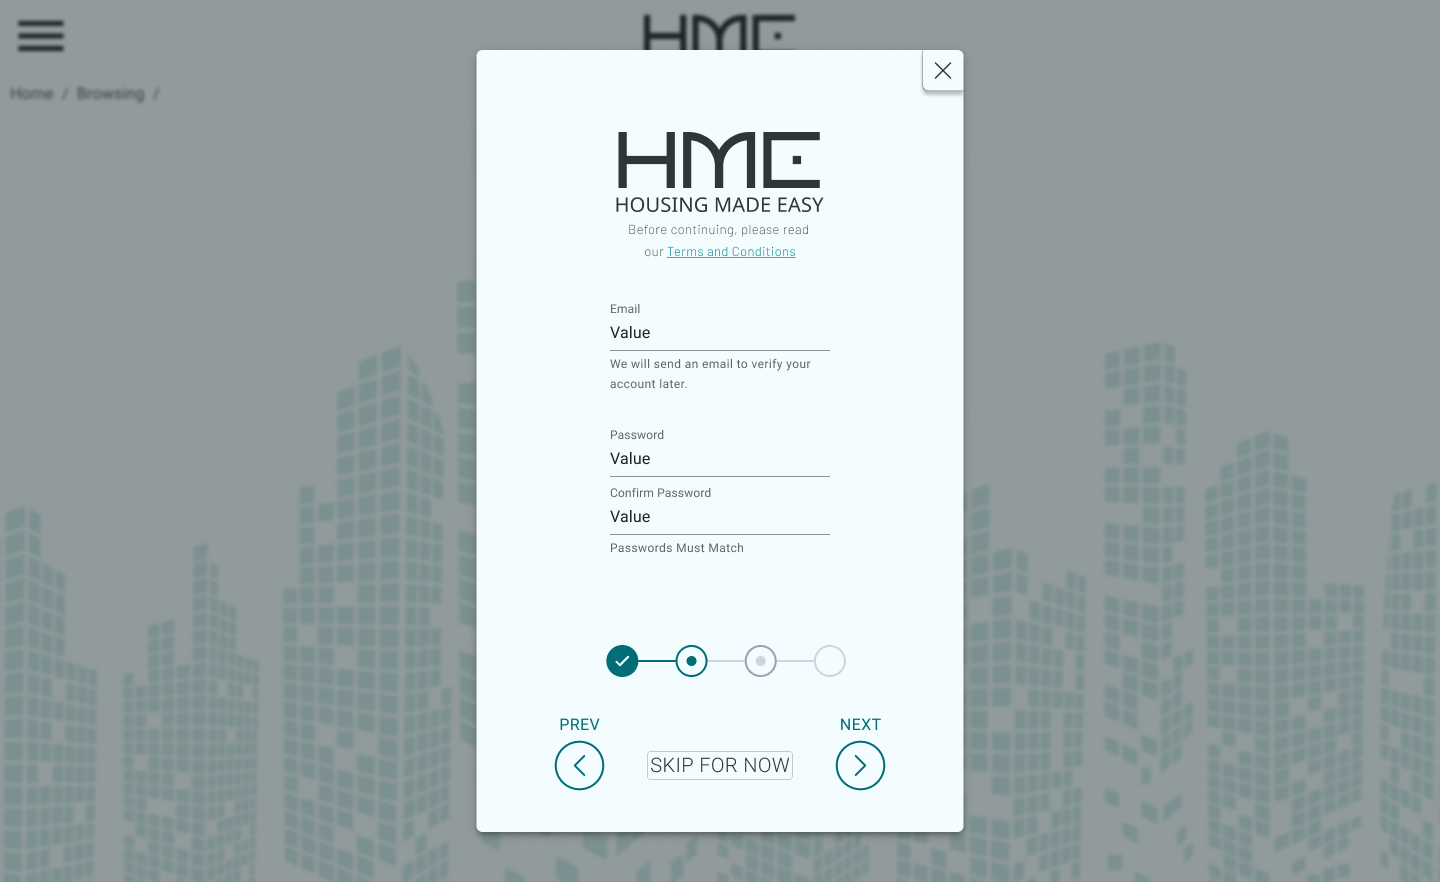 HME
Home / Browsing /
HME
HOUSING MADE EASY
Before continuing, please read
our Terms and Conditions
Email
Value
We will send an email to verify your
account later.
Password
Value
Confirm Password
Value
Passwords Must Match
PREV
NEXT
SKIP FOR NOW